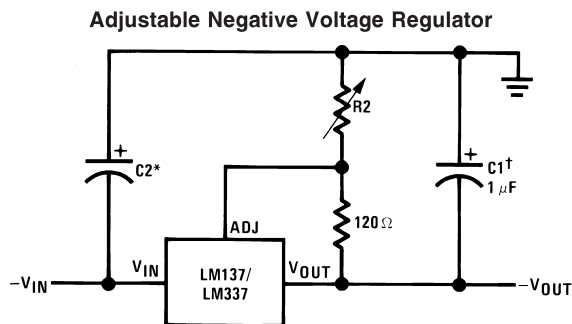 Adjustable Negative Voltage Regulator
R2
C2*
C1†
1 µF
ADJ
120Ω
VIN
LM137/
LM337
VOUT
−VIN
−VOUT